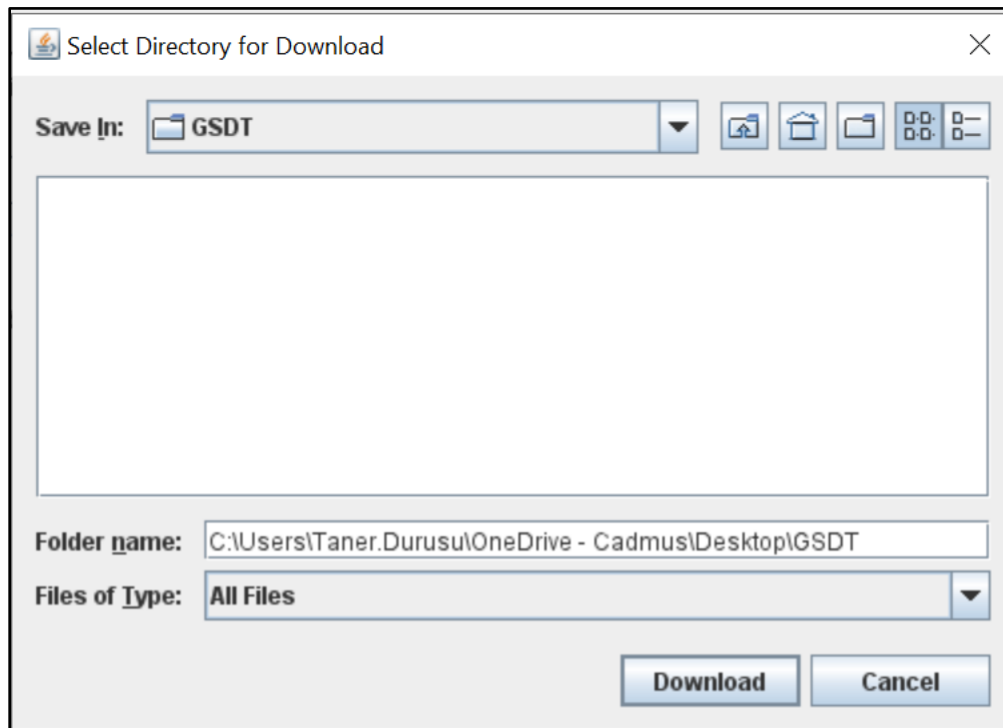 Select Directory for Download
Save In: GSDT
Folder name: C:\Users\Taner.Durusu\OneDrive - Cadmus\Desktop\GSDT
Files of Type: All Files
Download Cancel